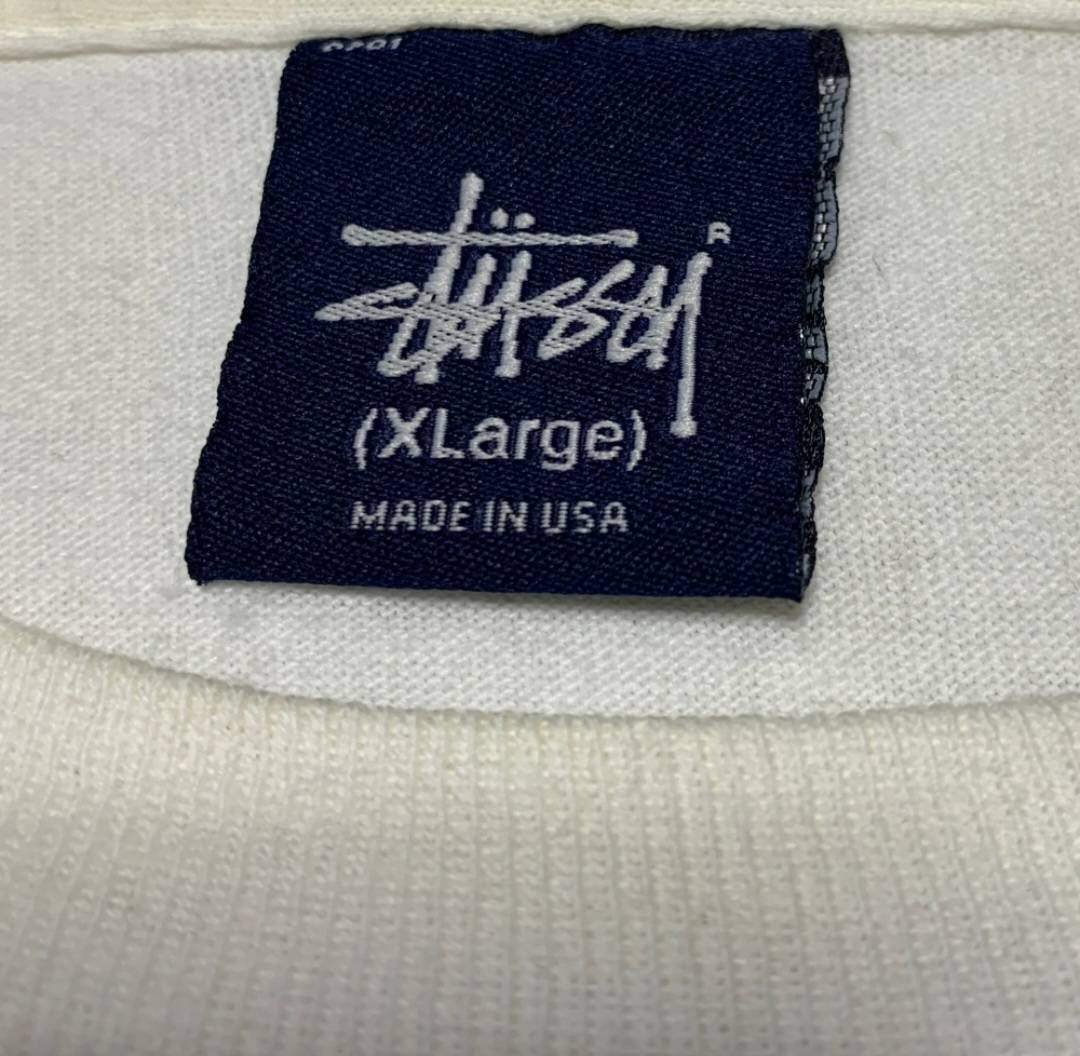 Stüssy
R
(XLarge)
MADE IN USA